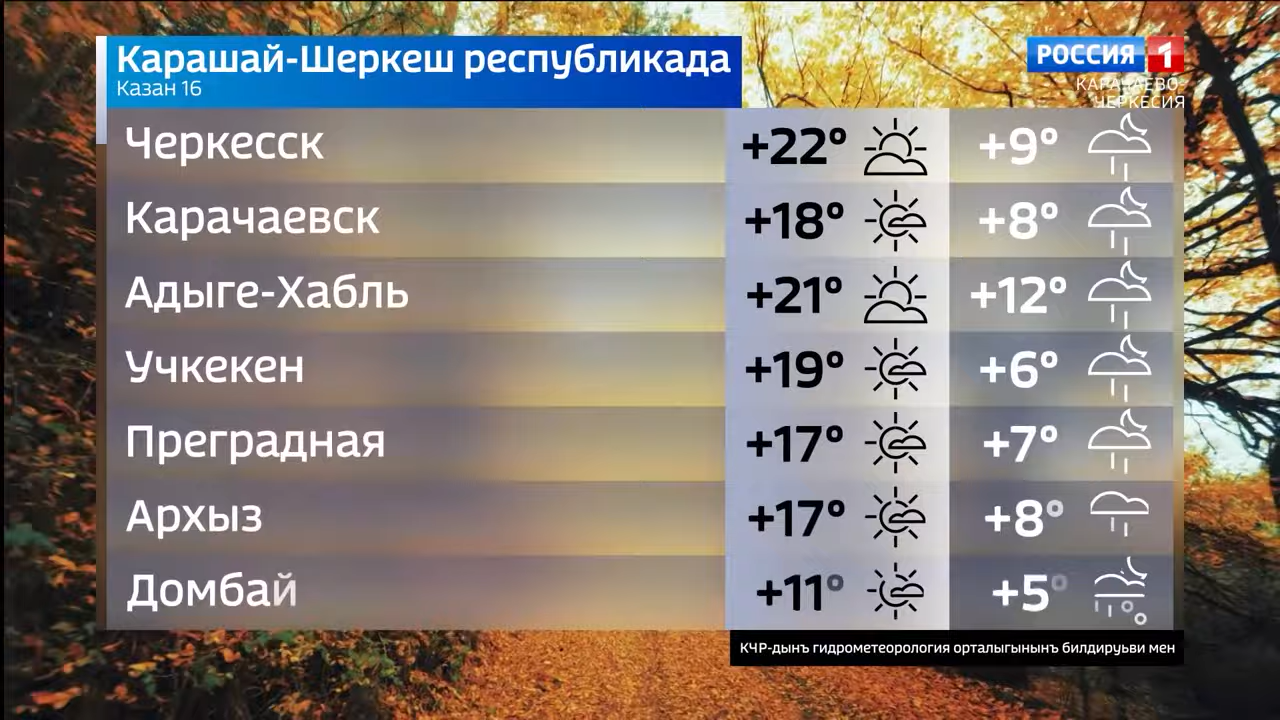 Карашай-Шеркеш республикада
Казан 16
РОССИЯ 1
КАРАЧАЕВО-
ЧЕРКЕСИЯ
Черкесск +22° +9°
Карачаевск +18° +8°
Адыге-Хабль +21° +12°
Учкекен +19° +6°
Преградная +17° +7°
Архыз +17° +8°
Домбай +11° +5°
КЧР-дынъ гидрометеорология орталыгынынъ билдируьви мен